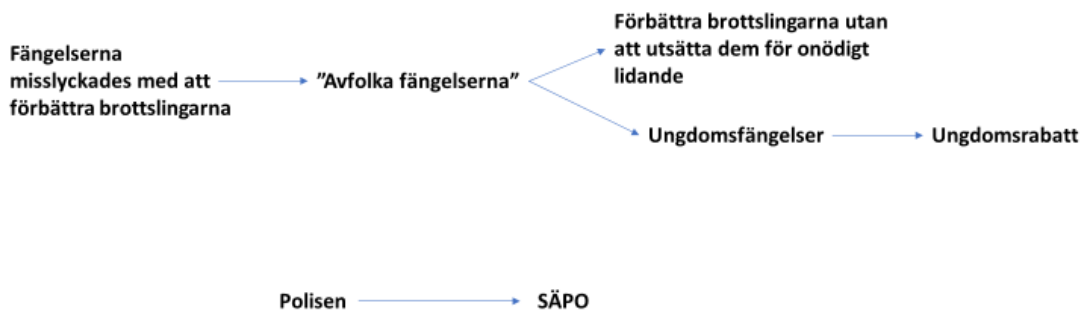 Fängelserna
misslyckades med att
förbättra brottslingarna
”Avfolka fängelserna”
Förbättra brottslingarna utan
att utsätta dem för onödigt
lidande
Ungdomsfängelser
Ungdomsrabatt
Polisen
SÄPO